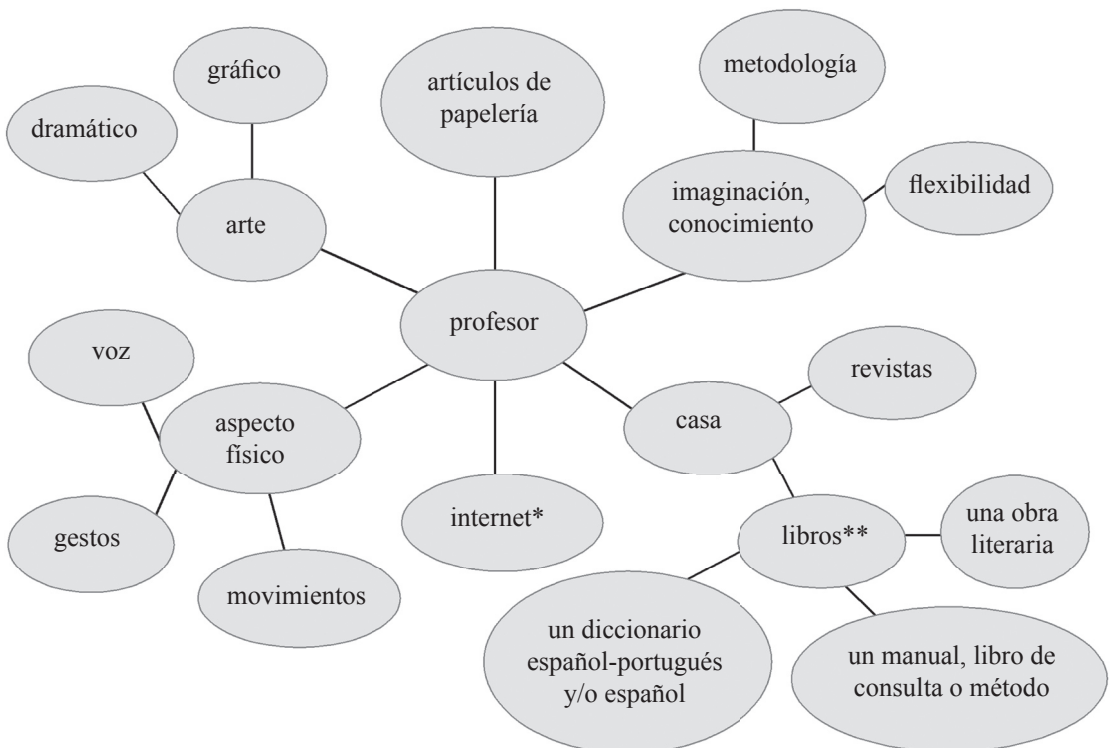 gráfico
dramático
arte
artículos de
papelería
metodología
imaginación,
conocimiento
flexibilidad
profesor
voz
aspecto
físico
gestos
movimientos
internet*
casa
revistas
libros**
una obra
literaria
un diccionario
español-portugués
y/o español
un manual, libro de
consulta o método